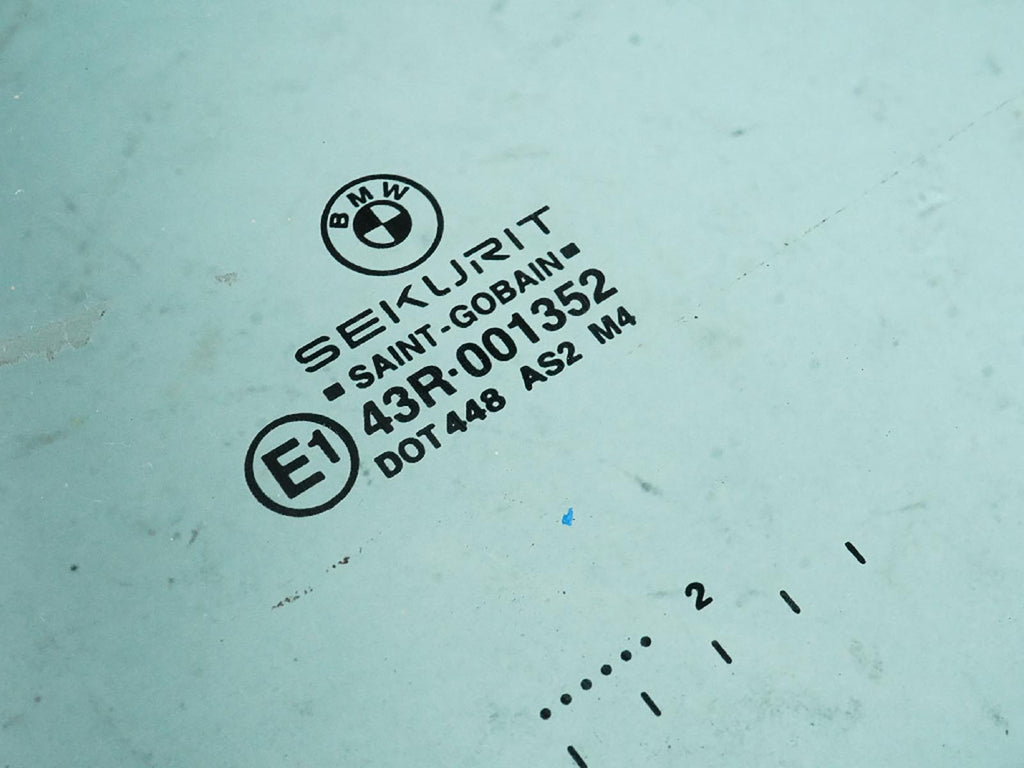 BMW
SEKURIT
SAINT-GOBAIN
E1 43R-001352
DOT 448 AS2 M4
2